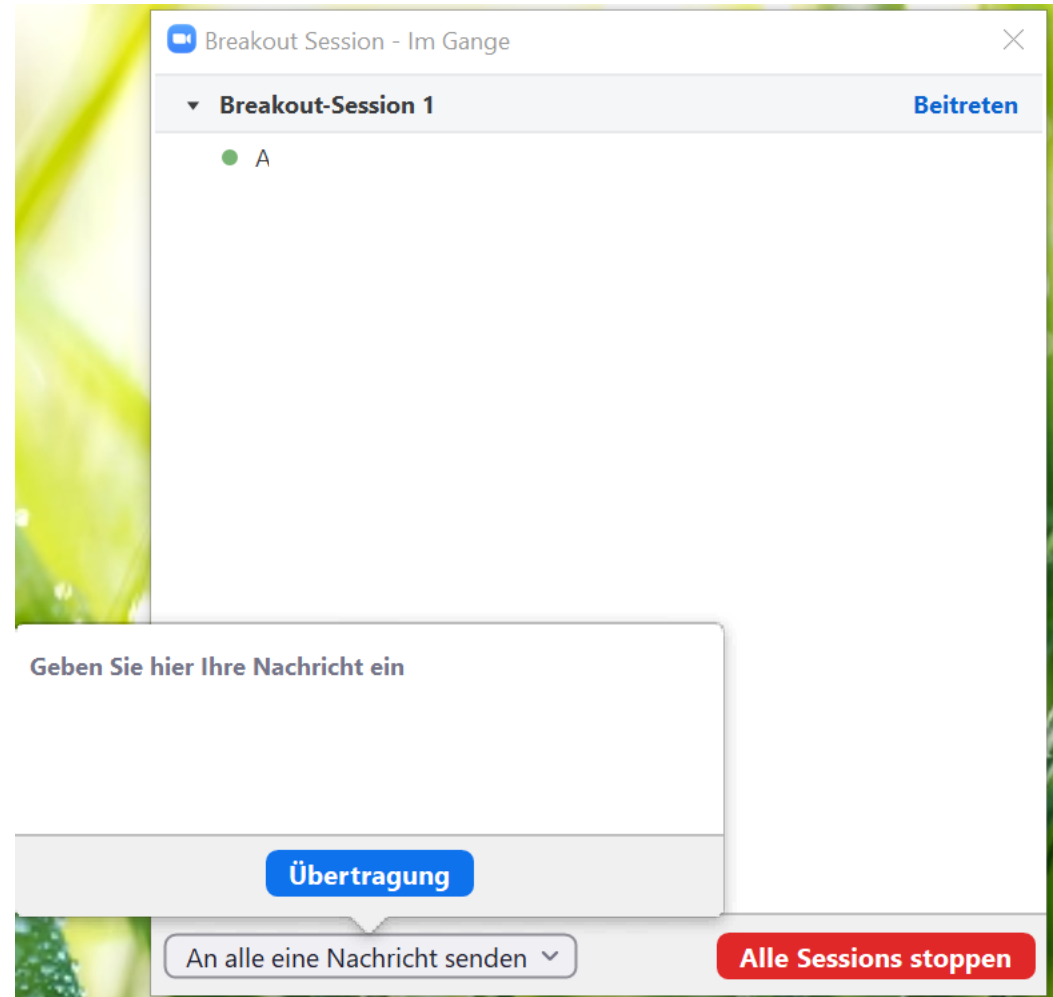 Breakout Session - Im Gange
Breakout-Session 1 Beitreten
A
Geben Sie hier Ihre Nachricht ein
Übertragung
An alle eine Nachricht senden
Alle Sessions stoppen